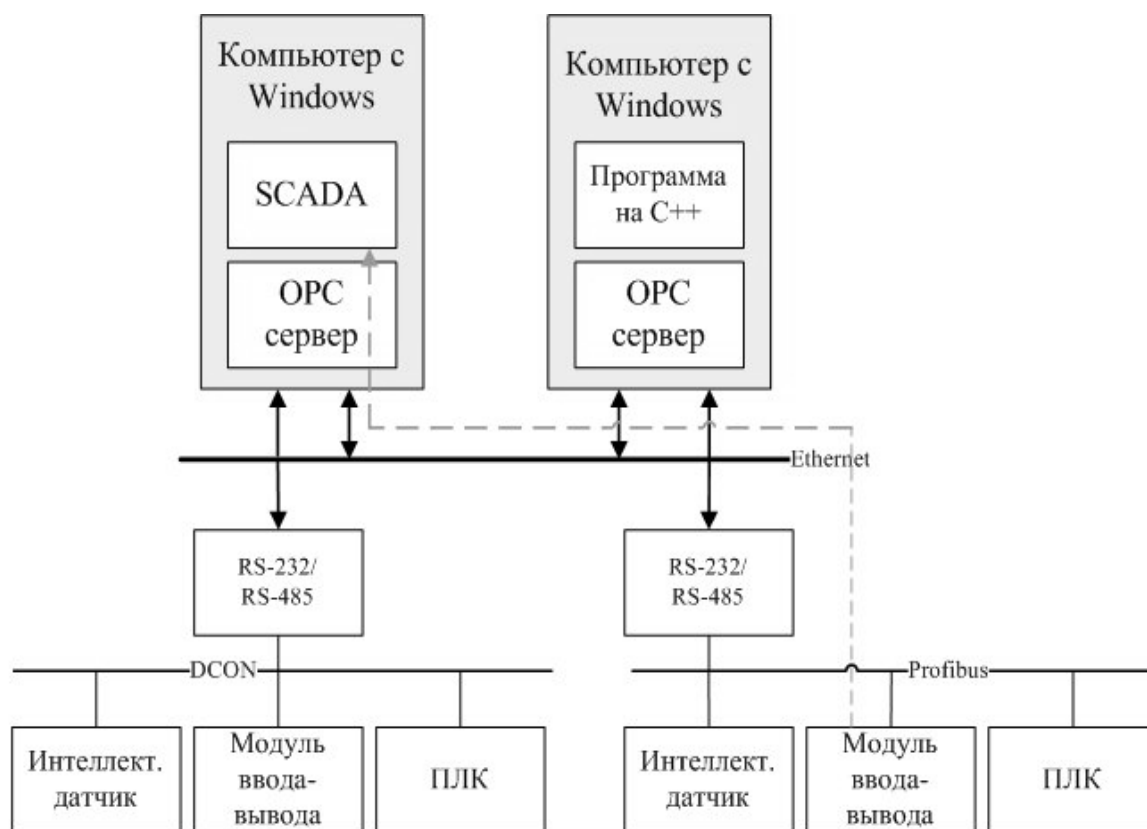 Компьютер с
Windows
SCADA
OPC
сервер
Компьютер с
Windows
Программа
на C++
OPC
сервер
Ethernet
RS-232/
RS-485
RS-232/
RS-485
DCON
Profibus
Интеллект.
датчик
Модуль
ввода-
вывода
ПЛК
Интеллект.
датчик
Модуль
ввода-
вывода
ПЛК